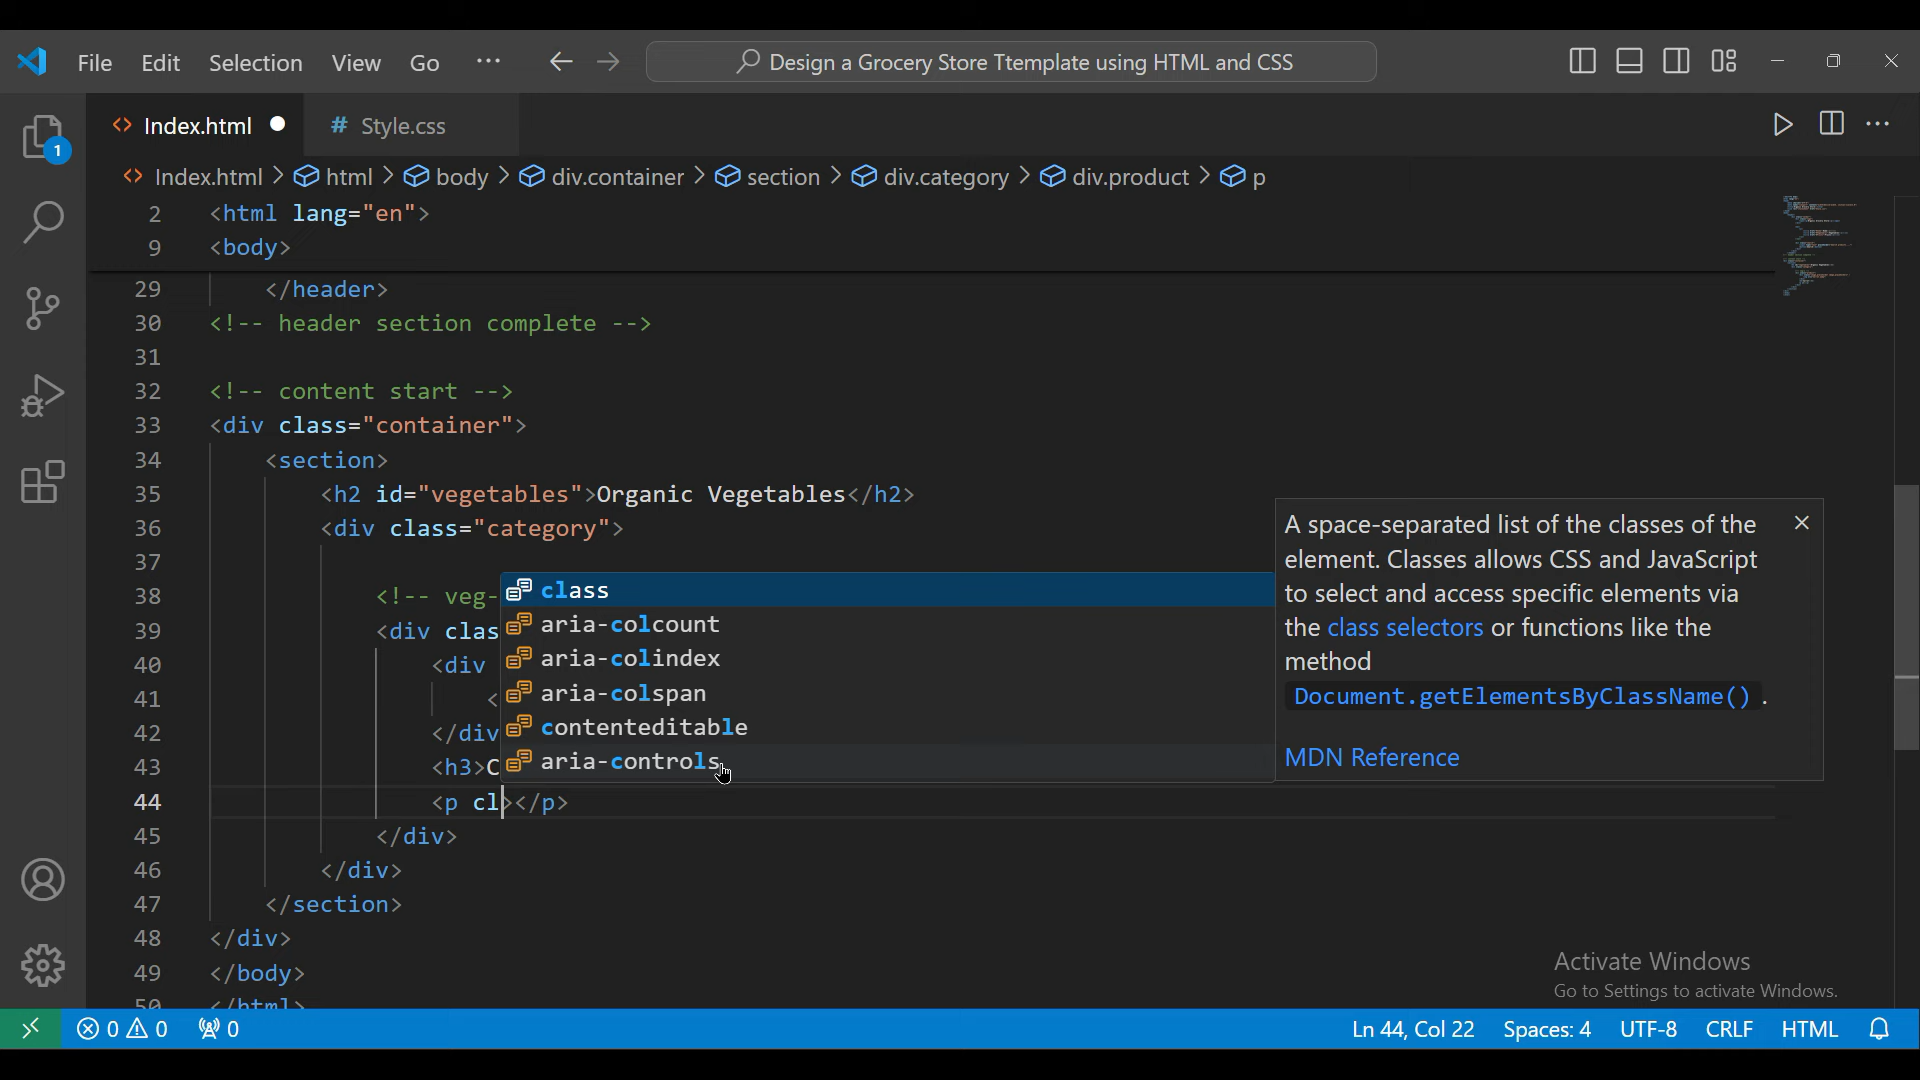 File Edit Selection View Go ··· Design a Grocery Store Ttemplate using HTML and CSS
<> Index.html # Style.css
<> Index.html > html > body > div.container > section > div.category > div.product > p
1
2 <html lang="en">
9 <body>
29 </header>
30 <!-- header section complete -->
31
32 <!-- content start -->
33 <div class="container">
34 <section>
35 <h2 id="vegetables">Organic Vegetables</h2>
36 <div class="category">
37
38 <!-- veg-
39 <div clas
40 <div
41 <
42 </div
43 <h3>C
44 <p cl></p>
45 </div>
46 </div>
47 </section>
48 </div>
49 </body>
50 </html>
class
aria-colcount
aria-colindex
aria-colspan
contenteditable
aria-controls
A space-separated list of the classes of the
element. Classes allows CSS and JavaScript
to select and access specific elements via
the class selectors or functions like the
method
Document.getElementsByClassName() .
MDN Reference
Activate Windows
Go to Settings to activate Windows.
0 0 0 Ln 44, Col 22 Spaces: 4 UTF-8 CRLF HTML